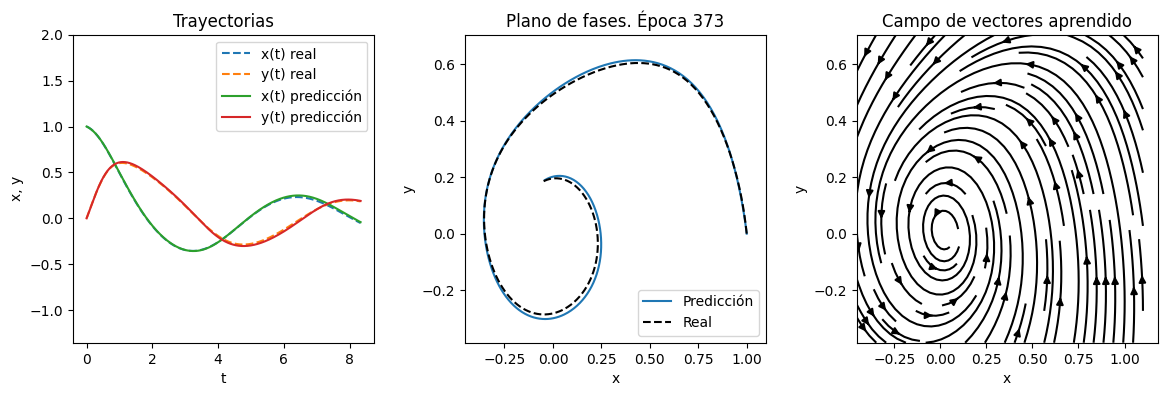 Trayectorias
2.0
1.5
1.0
0.5
0.0
−0.5
−1.0
x, y
0 2 4 6 8
t
x(t) real
y(t) real
x(t) predicción
y(t) predicción
Plano de fases. Época 373
0.6
0.4
0.2
0.0
−0.2
y
−0.25 0.00 0.25 0.50 0.75 1.00
x
Predicción
Real
Campo de vectores aprendido
0.6
0.4
0.2
0.0
−0.2
y
−0.25 0.00 0.25 0.50 0.75 1.00
x